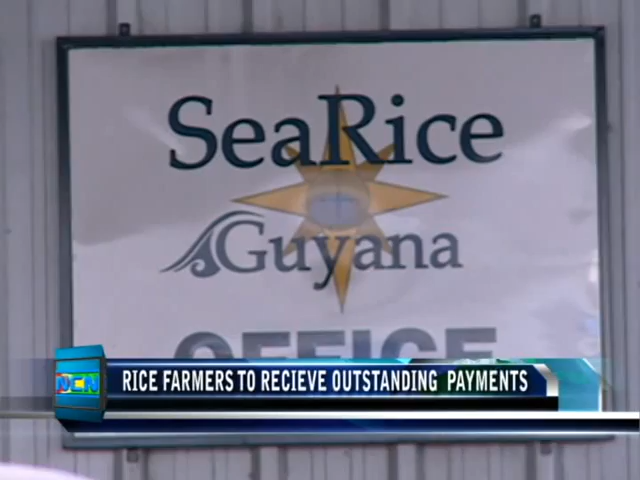 SeaRice
Guyana
OFFICE
NCN
RICE FARMERS TO RECIEVE OUTSTANDING PAYMENTS